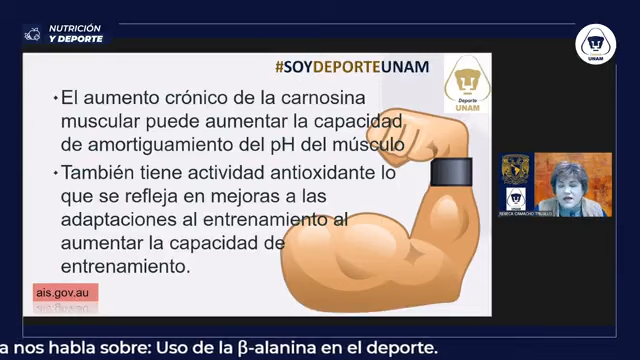 NUTRICIÓN
Y DEPORTE
UNAM
#SOYDEPORTEUNAM
Deporte
UNAM
• El aumento crónico de la carnosina
muscular puede aumentar la capacidad
de amortiguamiento del pH del músculo
• También tiene actividad antioxidante lo
que se refleja en mejoras a las
adaptaciones al entrenamiento al
aumentar la capacidad de
entrenamiento.
ais.gov.au
UNAM
REBECA CAMACHO TRUJILLO
a nos habla sobre: Uso de la β-alanina en el deporte.